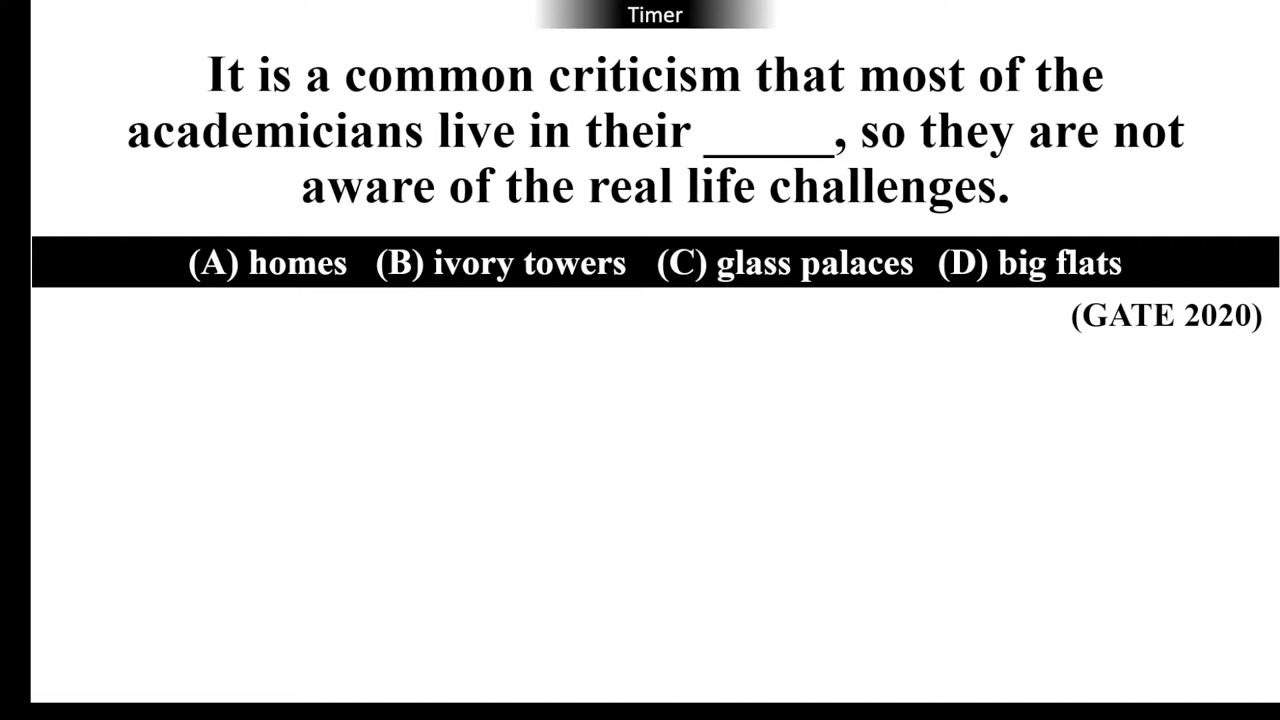 Timer
It is a common criticism that most of the
academicians live in their _____, so they are not
aware of the real life challenges.
(A) homes (B) ivory towers (C) glass palaces (D) big flats
(GATE 2020)